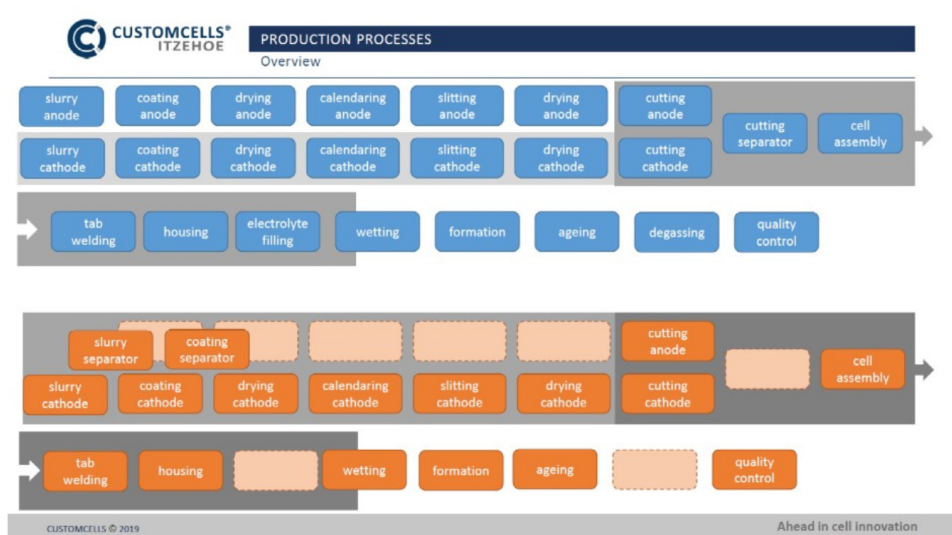 CUSTOMCELLS®
ITZEHOE
PRODUCTION PROCESSES
Overview
slurry
anode
coating
anode
drying
anode
calendaring
anode
slitting
anode
drying
anode
cutting
anode
slurry
cathode
coating
cathode
drying
cathode
calendaring
cathode
slitting
cathode
drying
cathode
cutting
cathode
cutting
separator
cell
assembly
tab
welding
housing
electrolyte
filling
wetting
formation
ageing
degassing
quality
control
slurry
separator
coating
separator
cutting
anode
slurry
cathode
coating
cathode
drying
cathode
calendaring
cathode
slitting
cathode
drying
cathode
cutting
cathode
cell
assembly
tab
welding
housing
wetting
formation
ageing
quality
control
CUSTOMCELLS © 2019
Ahead in cell innovation